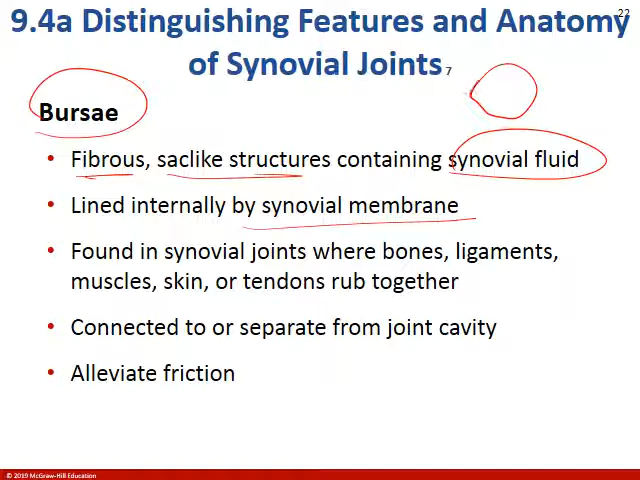 22
9.4a Distinguishing Features and Anatomy
of Synovial Joints 7
Bursae
• Fibrous, saclike structures containing synovial fluid
• Lined internally by synovial membrane
• Found in synovial joints where bones, ligaments,
muscles, skin, or tendons rub together
• Connected to or separate from joint cavity
• Alleviate friction
© 2019 McGraw-Hill Education